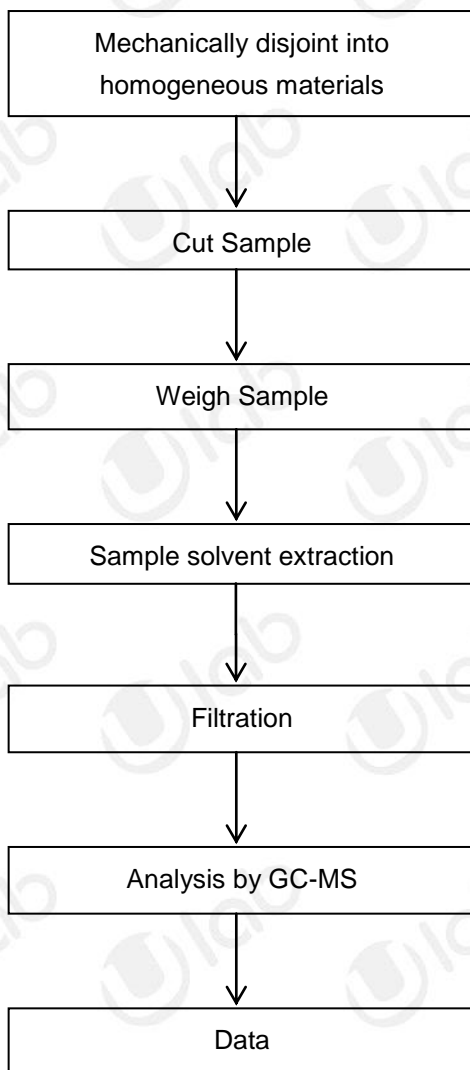 Mechanically disjoint into
homogeneous materials
Cut Sample
Weigh Sample
Sample solvent extraction
Filtration
Analysis by GC-MS
Data